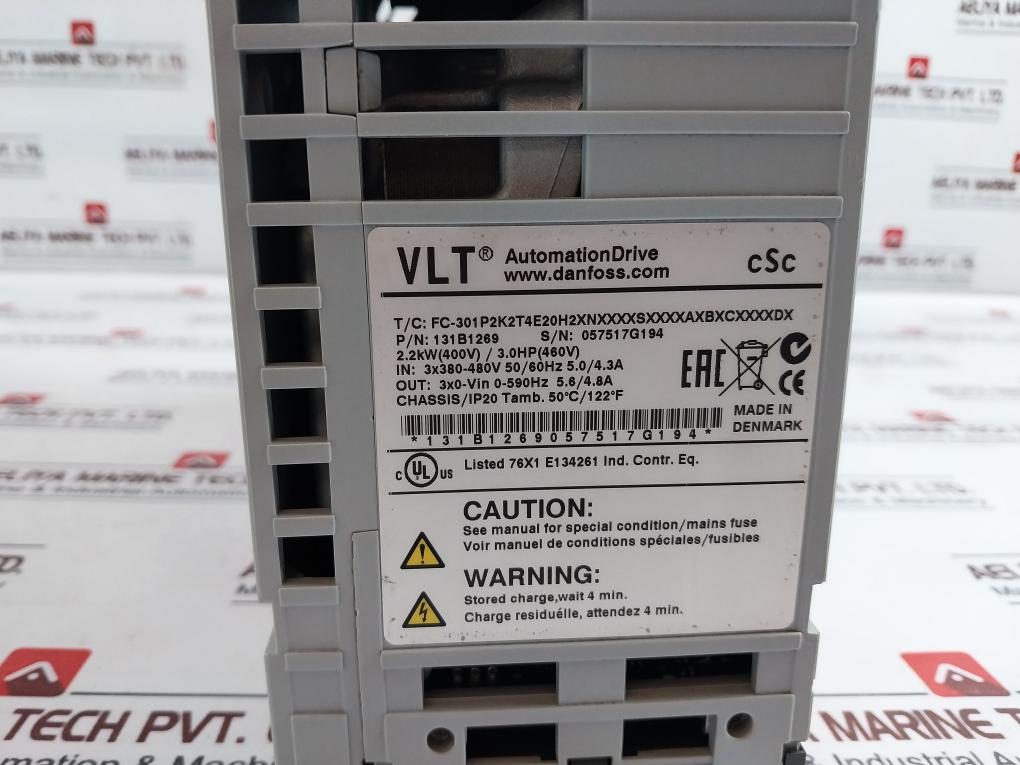 VLT® AutomationDrive
www.danfoss.com
cSc
T/C: FC-301P2K2T4E20H2XNXXXXSXXXXAXBXCXXXXDX
P/N: 131B1269 S/N: 057517G194
2.2kW(400V) / 3.0HP(460V)
IN: 3x380-480V 50/60Hz 5.0/4.3A
OUT: 3x0-Vin 0-590Hz 5.6/4.8A
CHASSIS/IP20 Tamb. 50°C/122°F
EAC
CE
MADE IN
DENMARK
*131B1269057517G194*
c UL US Listed 76X1 E134261 Ind. Contr. Eq.
CAUTION:
See manual for special condition/mains fuse
Voir manuel de conditions spéciales/fusibles
WARNING:
Stored charge,wait 4 min.
Charge residuélle, attendez 4 min.
TECH PVT.
MARINE TE